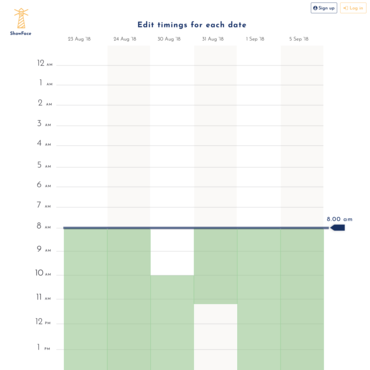 Sign up
Log in
ShowFace
Edit timings for each date
23 Aug '18 24 Aug '18 30 Aug '18 31 Aug '18 1 Sep '18 5 Sep '18
12 AM
1 AM
2 AM
3 AM
4 AM
5 AM
6 AM
7 AM
8 AM
8.00 am
9 AM
10 AM
11 AM
12 PM
1 PM